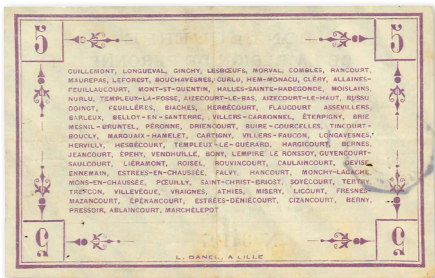 5 5
GUILLEMONT, LONGUEVAL, GINCHY, LESBŒUFS, MORVAL, COMBLES, RANCOURT,
MAUREPAS, LEFOREST, BOUCHAVESNES, CURLU, HEM-MONACU, CLÉRY, ALLAINES-
FEUILLAUCOURT, MONT-ST-QUENTIN, HALLES-SAINTE-RADEGONDE, MOISLAINS,
NURLU, TEMPLEUX-LA-FOSSE, AIZECOURT-LE-BAS, AIZECOURT-LE-HAUT, BUSSU
DOINGT, FEUILLÈRES, BIACHES, HERBÉCOURT, FLAUCOURT, ASSEVILLERS,
BARLEUX, BELLOY-EN-SANTERRE, VILLERS-CARBONNEL, ÉTERPIGNY, BRIE
MESNIL-BRUNTEL, PÉRONNE, DRIENCOURT, BUIRE-COURCELLES, TINCOURT-
BOUCLY, MARQUAIX-HAMELET, CARTIGNY, VILLERS-FAUCON, LONGAVESNES,
HERVILLY, HESBÉCOURT, TEMPLEUX-LE-GUÉRARD, HARGICOURT, BERNES,
JEANCOURT, ÉPEHY, VENDHUILLE, BONY, LEMPIRE LE RONSSOY, GUYENCOURT-
SAULCOURT, LIÉRAMONT, ROISEL, BOUVINCOURT, CAULAINCOURT, DEVISE
ENNEMAIN, ESTRÉES-EN-CHAUSSÉE, FALVY, HANCOURT, MONCHY-LAGACHE
MONS-EN-CHAUSSÉE, PŒUILLY, SAINT-CHRIST-BRIOST, SOYÉCOURT, TERTRY
TREFCON, VILLEVÊQUE, VRAIGNES, ATHIES, MISERY, LICOURT, FRESNES
MAZANCOURT, ÉPÉNANCOURT, ESTRÉES-DÉNIÉCOURT, CIZANCOURT, BERNY,
PRESSOIR, ABLAINCOURT, MARCHÉLEPOT
5 5
L. DANEL, A LILLE